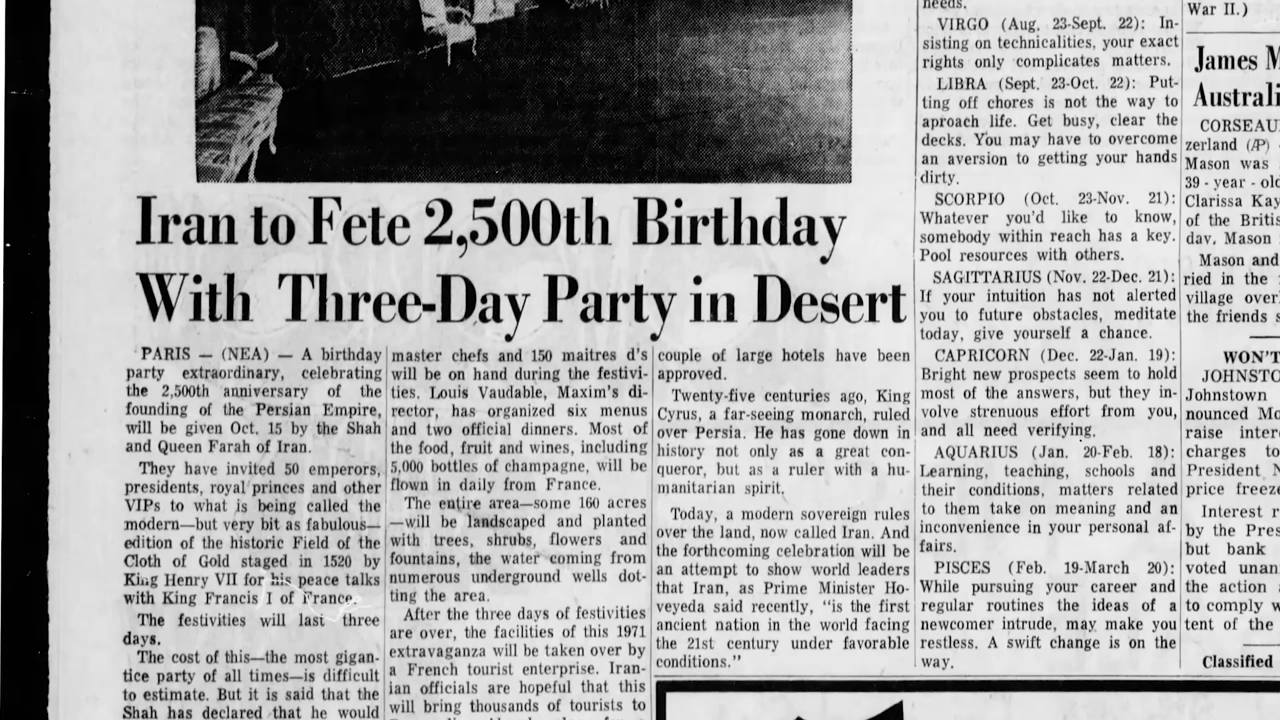 Iran to Fete 2,500th Birthday
With Three-Day Party in Desert
PARIS — (NEA) — A birthday
party extraordinary, celebrating
the 2,500th anniversary of the
founding of the Persian Empire,
will be given Oct. 15 by the Shah
and Queen Farah of Iran.
They have invited 50 emperors,
presidents, royal princes and other
VIPs to what is being called the
modern—but very bit as fabulous—
edition of the historic Field of the
Cloth of Gold staged in 1520 by
King Henry VII for his peace talks
with King Francis I of France.
The festivities will last three
days.
The cost of this—the most gigan-
tice party of all times—is difficult
to estimate. But it is said that the
Shah has declared that he would
master chefs and 150 maitres d's
will be on hand during the festivi-
ties. Louis Vaudable, Maxim's di-
rector, has organized six menus
and two official dinners. Most of
the food, fruit and wines, including
5,000 bottles of champagne, will be
flown in daily from France.
The entire area—some 160 acres
—will be landscaped and planted
with trees, shrubs, flowers and
fountains, the water coming from
numerous underground wells dot-
ting the area.
After the three days of festivities
are over, the facilities of this 1971
extravaganza will be taken over by
a French tourist enterprise. Iran-
ian officials are hopeful that this
will bring thousands of tourists to
couple of large hotels have been
approved.
Twenty-five centuries ago, King
Cyrus, a far-seeing monarch, ruled
over Persia. He has gone down in
history not only as a great con-
queror, but as a ruler with a hu-
manitarian spirit.
Today, a modern sovereign rules
over the land, now called Iran. And
the forthcoming celebration will be
an attempt to show world leaders
that Iran, as Prime Minister Ho-
veyeda said recently, "is the first
ancient nation in the world facing
the 21st century under favorable
conditions."
needs.
VIRGO (Aug. 23-Sept. 22): In-
sisting on technicalities, your exact
rights only complicates matters.
LIBRA (Sept. 23-Oct. 22): Put-
ting off chores is not the way to
aproach life. Get busy, clear the
decks. You may have to overcome
an aversion to getting your hands
dirty.
SCORPIO (Oct. 23-Nov. 21):
Whatever you'd like to know,
somebody within reach has a key.
Pool resources with others.
SAGITTARIUS (Nov. 22-Dec. 21):
If your intuition has not alerted
you to future obstacles, meditate
today, give yourself a chance.
CAPRICORN (Dec. 22-Jan. 19):
Bright new prospects seem to hold
most of the answers, but they in-
volve strenuous effort from you,
and all need verifying.
AQUARIUS (Jan. 20-Feb. 18):
Learning, teaching, schools and
their conditions, matters related
to them take on meaning and an
inconvenience in your personal af-
fairs.
PISCES (Feb. 19-March 20):
While pursuing your career and
regular routines the ideas of a
newcomer intrude, may make you
restless. A swift change is on the
way.
War II.)
James M
Australi
CORSEAU
zerland (AP)
Mason was
39 - year - old
Clarissa Kay
of the Britis
day. Mason
Mason and
ried in the
village over
the friends s
WON'T
JOHNSTO
Johnstown
nounced Mo
raise inter
charges to
President N
price freeze
Interest r
by the Pres
but bank
voted unan
the action
to comply w
tent of the
Classified